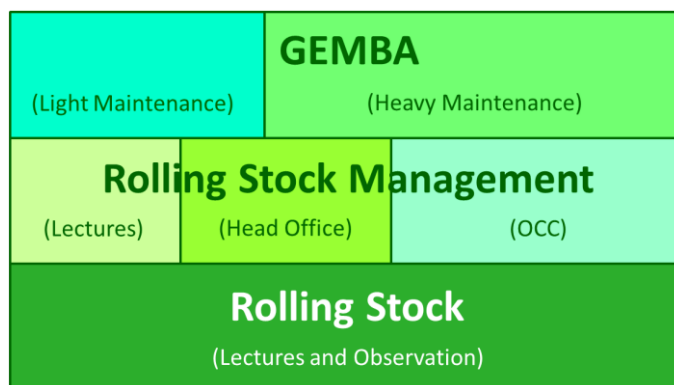 GEMBA
(Light Maintenance) (Heavy Maintenance)
Rolling Stock Management
(Lectures) (Head Office) (OCC)
Rolling Stock
(Lectures and Observation)